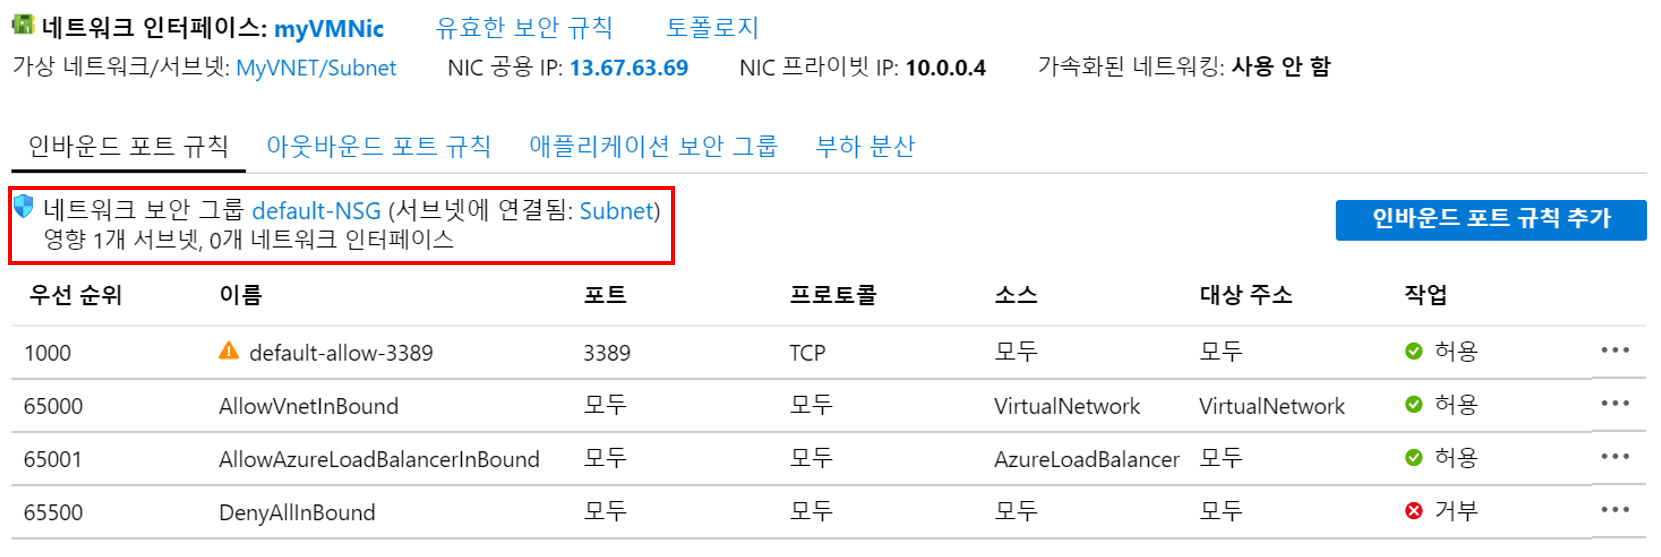 네트워크 인터페이스: myVMNic 유효한 보안 규칙 토폴로지
가상 네트워크/서브넷: MyVNET/Subnet NIC 공용 IP: 13.67.63.69 NIC 프라이빗 IP: 10.0.0.4 가속화된 네트워킹: 사용 안 함
인바운드 포트 규칙 아웃바운드 포트 규칙 애플리케이션 보안 그룹 부하 분산
네트워크 보안 그룹 default-NSG (서브넷에 연결됨: Subnet)
영향 1개 서브넷, 0개 네트워크 인터페이스
인바운드 포트 규칙 추가
우선 순위 이름 포트 프로토콜 소스 대상 주소 작업
1000 default-allow-3389 3389 TCP 모두 모두 허용
65000 AllowVnetInBound 모두 모두 VirtualNetwork VirtualNetwork 허용
65001 AllowAzureLoadBalancerInBound 모두 모두 AzureLoadBalancer 모두 허용
65500 DenyAllInBound 모두 모두 모두 모두 거부